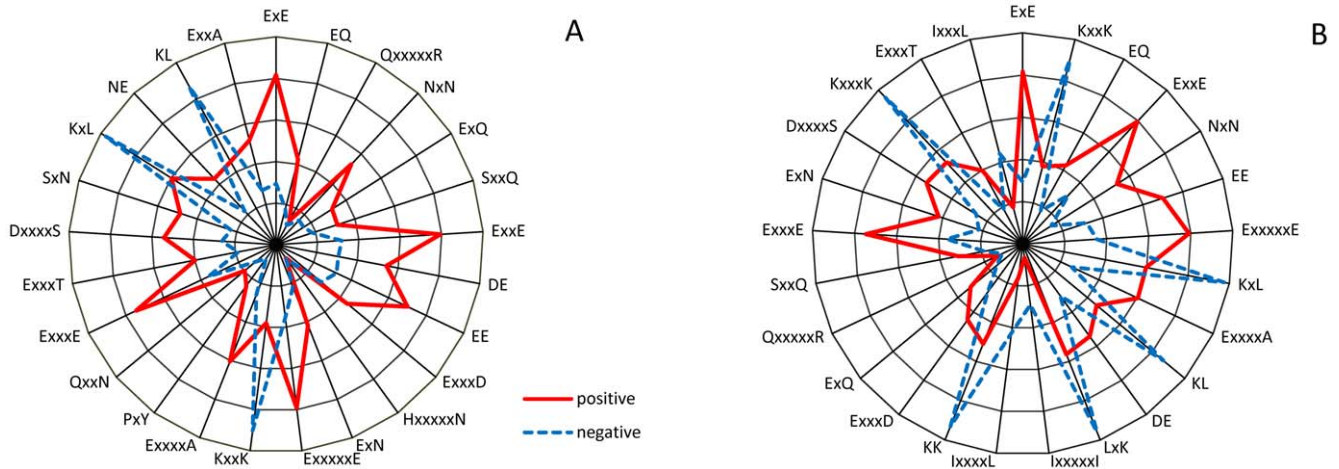 A
ExE
EQ
QxxxxxR
NxN
ExQ
SxxQ
ExxE
DE
EE
ExxxD
HxxxxxN
ExN
ExxxxxE
KxxK
ExxxxA
PxY
QxxN
ExxxE
ExxxT
DxxxxS
SxN
KxL
NE
KL
ExxA
positive
negative
B
ExE
KxxK
EQ
ExxE
NxN
EE
ExxxxxE
KxL
ExxxxA
KL
DE
LxK
IxxxxxI
IxxxxL
KK
ExxxD
ExQ
QxxxxxR
SxxQ
ExxxE
ExN
DxxxxS
KxxxK
ExxxT
IxxxL